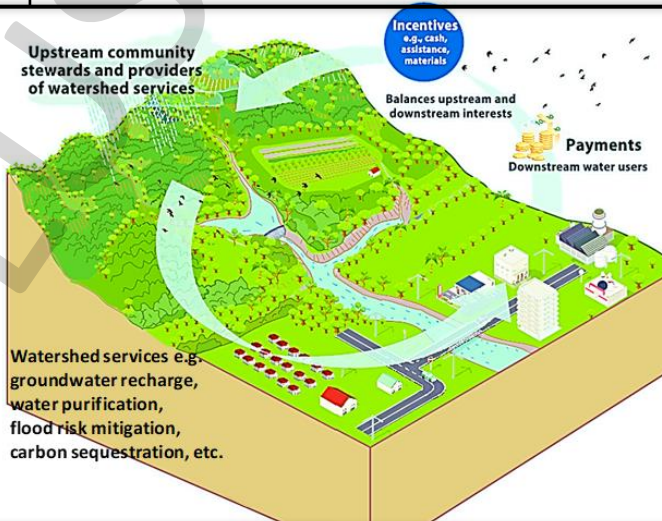 Incentives
e.g., cash,
assistance,
materials
Upstream community
stewards and providers
of watershed services
Balances upstream and
downstream interests
Payments
Downstream water users
Watershed services e.g.
groundwater recharge,
water purification,
flood risk mitigation,
carbon sequestration, etc.